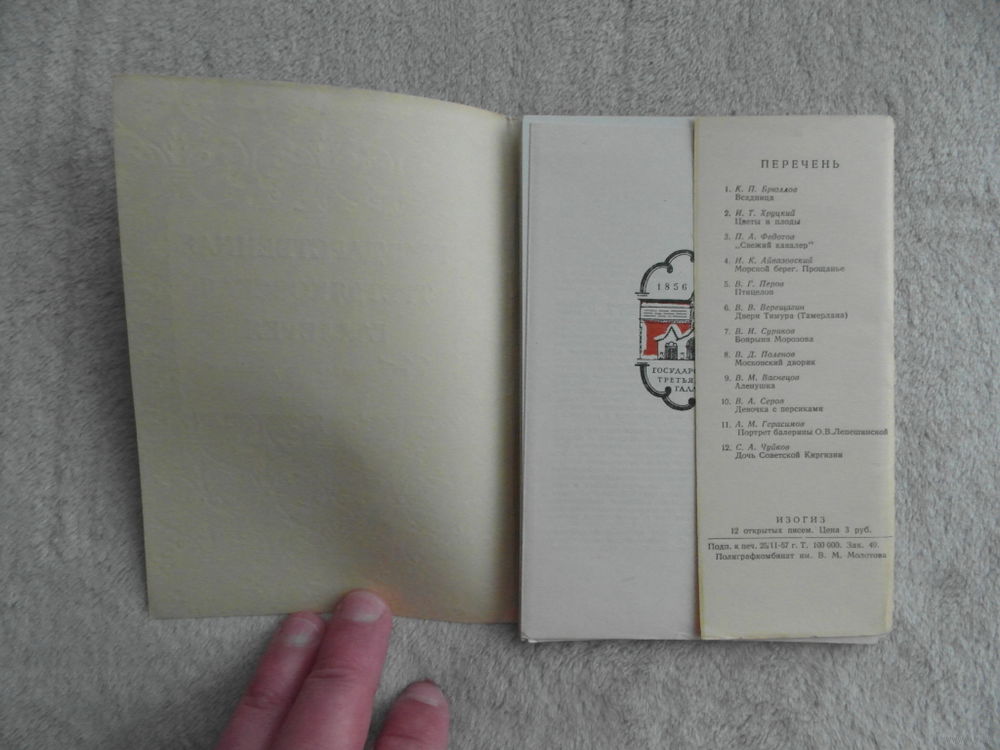 1856
ГОСУДАР
ТРЕТЬЯ
ГАЛ
ПЕРЕЧЕНЬ
1. К. П. Брюллов
Всадница
2. И. Т. Хруцкий
Цветы и плоды
3. П. А. Федотов
„Свежий кавалер"
4. И. К. Айвазовский
Морской берег. Прощанье
5. В. Г. Перов
Птицелов
6. В. В. Верещагин
Двери Тимура (Тамерлана)
7. В. И. Суриков
Боярыня Морозова
8. В. Д. Поленов
Московский дворик
9. В. М. Васнецов
Аленушка
10. В. А. Серов
Девочка с персиками
11. А. М. Герасимов
Портрет балерины О.В.Лепешинской
12. С. А. Чуйков
Дочь Советской Киргизии
ИЗОГИЗ
12 открытых писем. Цена 3 руб.
Подп. к печ. 25/11-57 г. Т. 100 000. Зак. 49.
Полиграфкомбинат им. В. М. Молотова